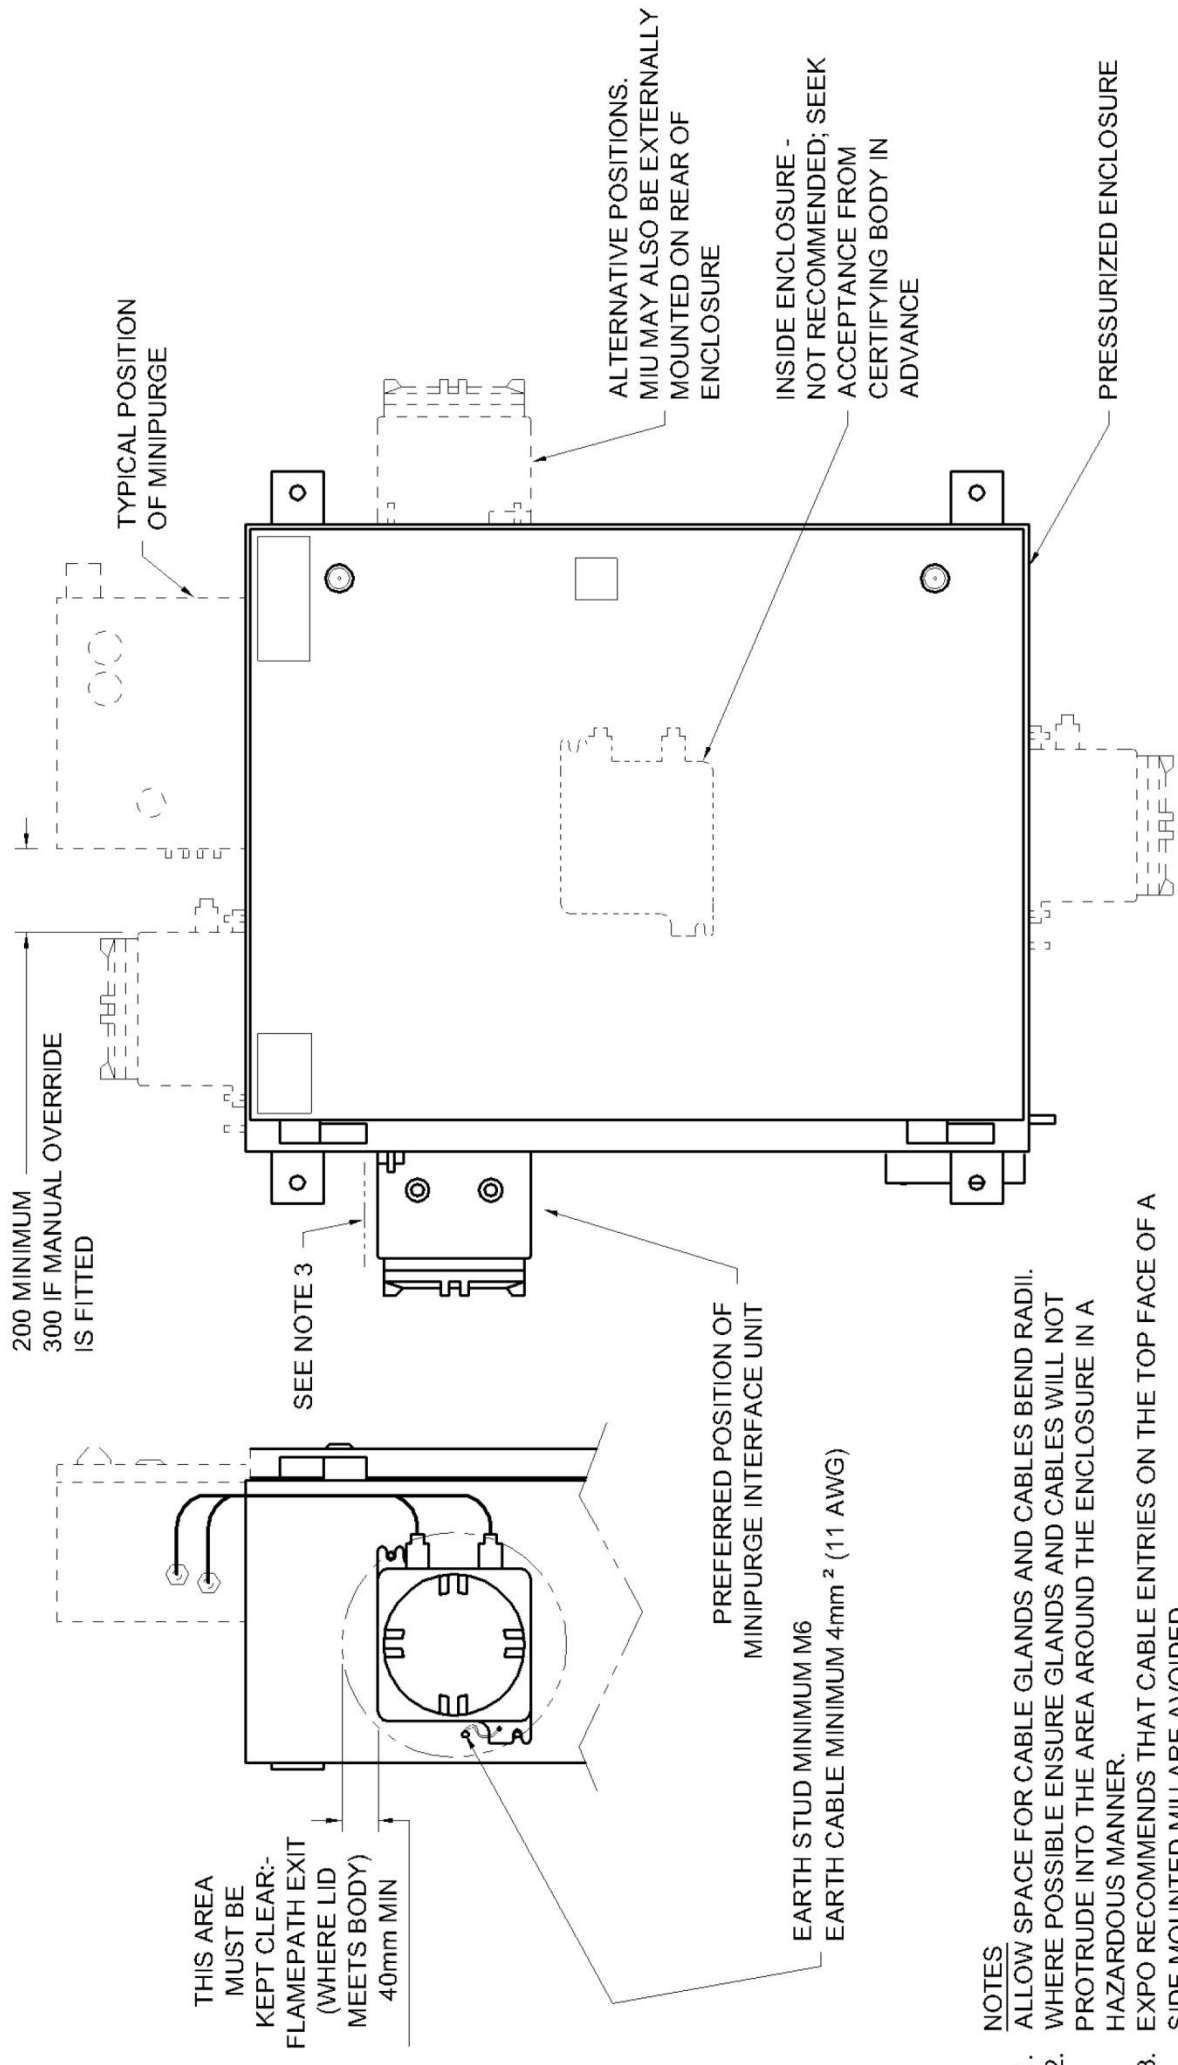 200 MINIMUM
300 IF MANUAL OVERRIDE
IS FITTED
TYPICAL POSITION
OF MINIPURGE
SEE NOTE 3
ALTERNATIVE POSITIONS.
MIU MAY ALSO BE EXTERNALLY
MOUNTED ON REAR OF
ENCLOSURE
INSIDE ENCLOSURE -
NOT RECOMMENDED; SEEK
ACCEPTANCE FROM
CERTIFYING BODY IN
ADVANCE
PRESSURIZED ENCLOSURE
THIS AREA
MUST BE
KEPT CLEAR:-
FLAMEPATH EXIT
(WHERE LID
MEETS BODY)
40mm MIN
PREFERRED POSITION OF
MINIPURGE INTERFACE UNIT
EARTH STUD MINIMUM M6
EARTH CABLE MINIMUM 4mm² (11 AWG)
NOTES
. ALLOW SPACE FOR CABLE GLANDS AND CABLES BEND RADII.
2. WHERE POSSIBLE ENSURE GLANDS AND CABLES WILL NOT
PROTRUDE INTO THE AREA AROUND THE ENCLOSURE IN A
HAZARDOUS MANNER.
3. EXPO RECOMMENDS THAT CABLE ENTRIES ON THE TOP FACE OF A
SIDE MOUNTED MIU ARE AVOIDED